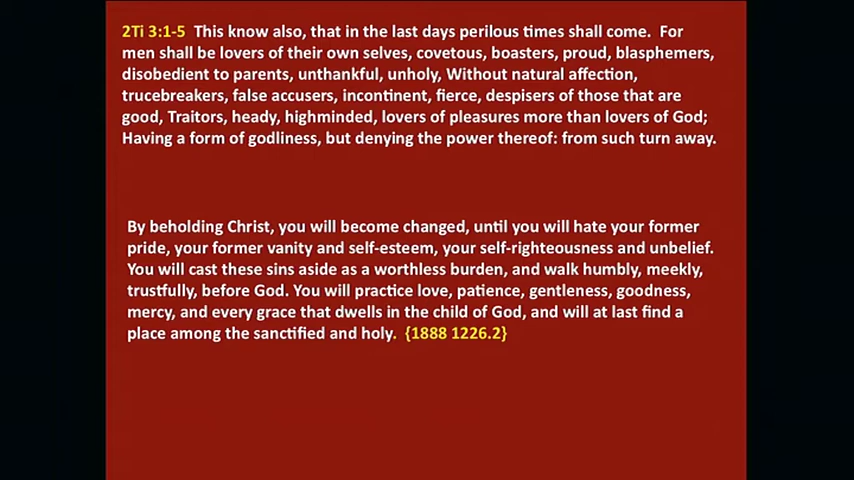 2Ti 3:1-5 This know also, that in the last days perilous times shall come. For
men shall be lovers of their own selves, covetous, boasters, proud, blasphemers,
disobedient to parents, unthankful, unholy, Without natural affection,
trucebreakers, false accusers, incontinent, fierce, despisers of those that are
good, Traitors, heady, highminded, lovers of pleasures more than lovers of God;
Having a form of godliness, but denying the power thereof: from such turn away.
By beholding Christ, you will become changed, until you will hate your former
pride, your former vanity and self-esteem, your self-righteousness and unbelief.
You will cast these sins aside as a worthless burden, and walk humbly, meekly,
trustfully, before God. You will practice love, patience, gentleness, goodness,
mercy, and every grace that dwells in the child of God, and will at last find a
place among the sanctified and holy. {1888 1226.2}